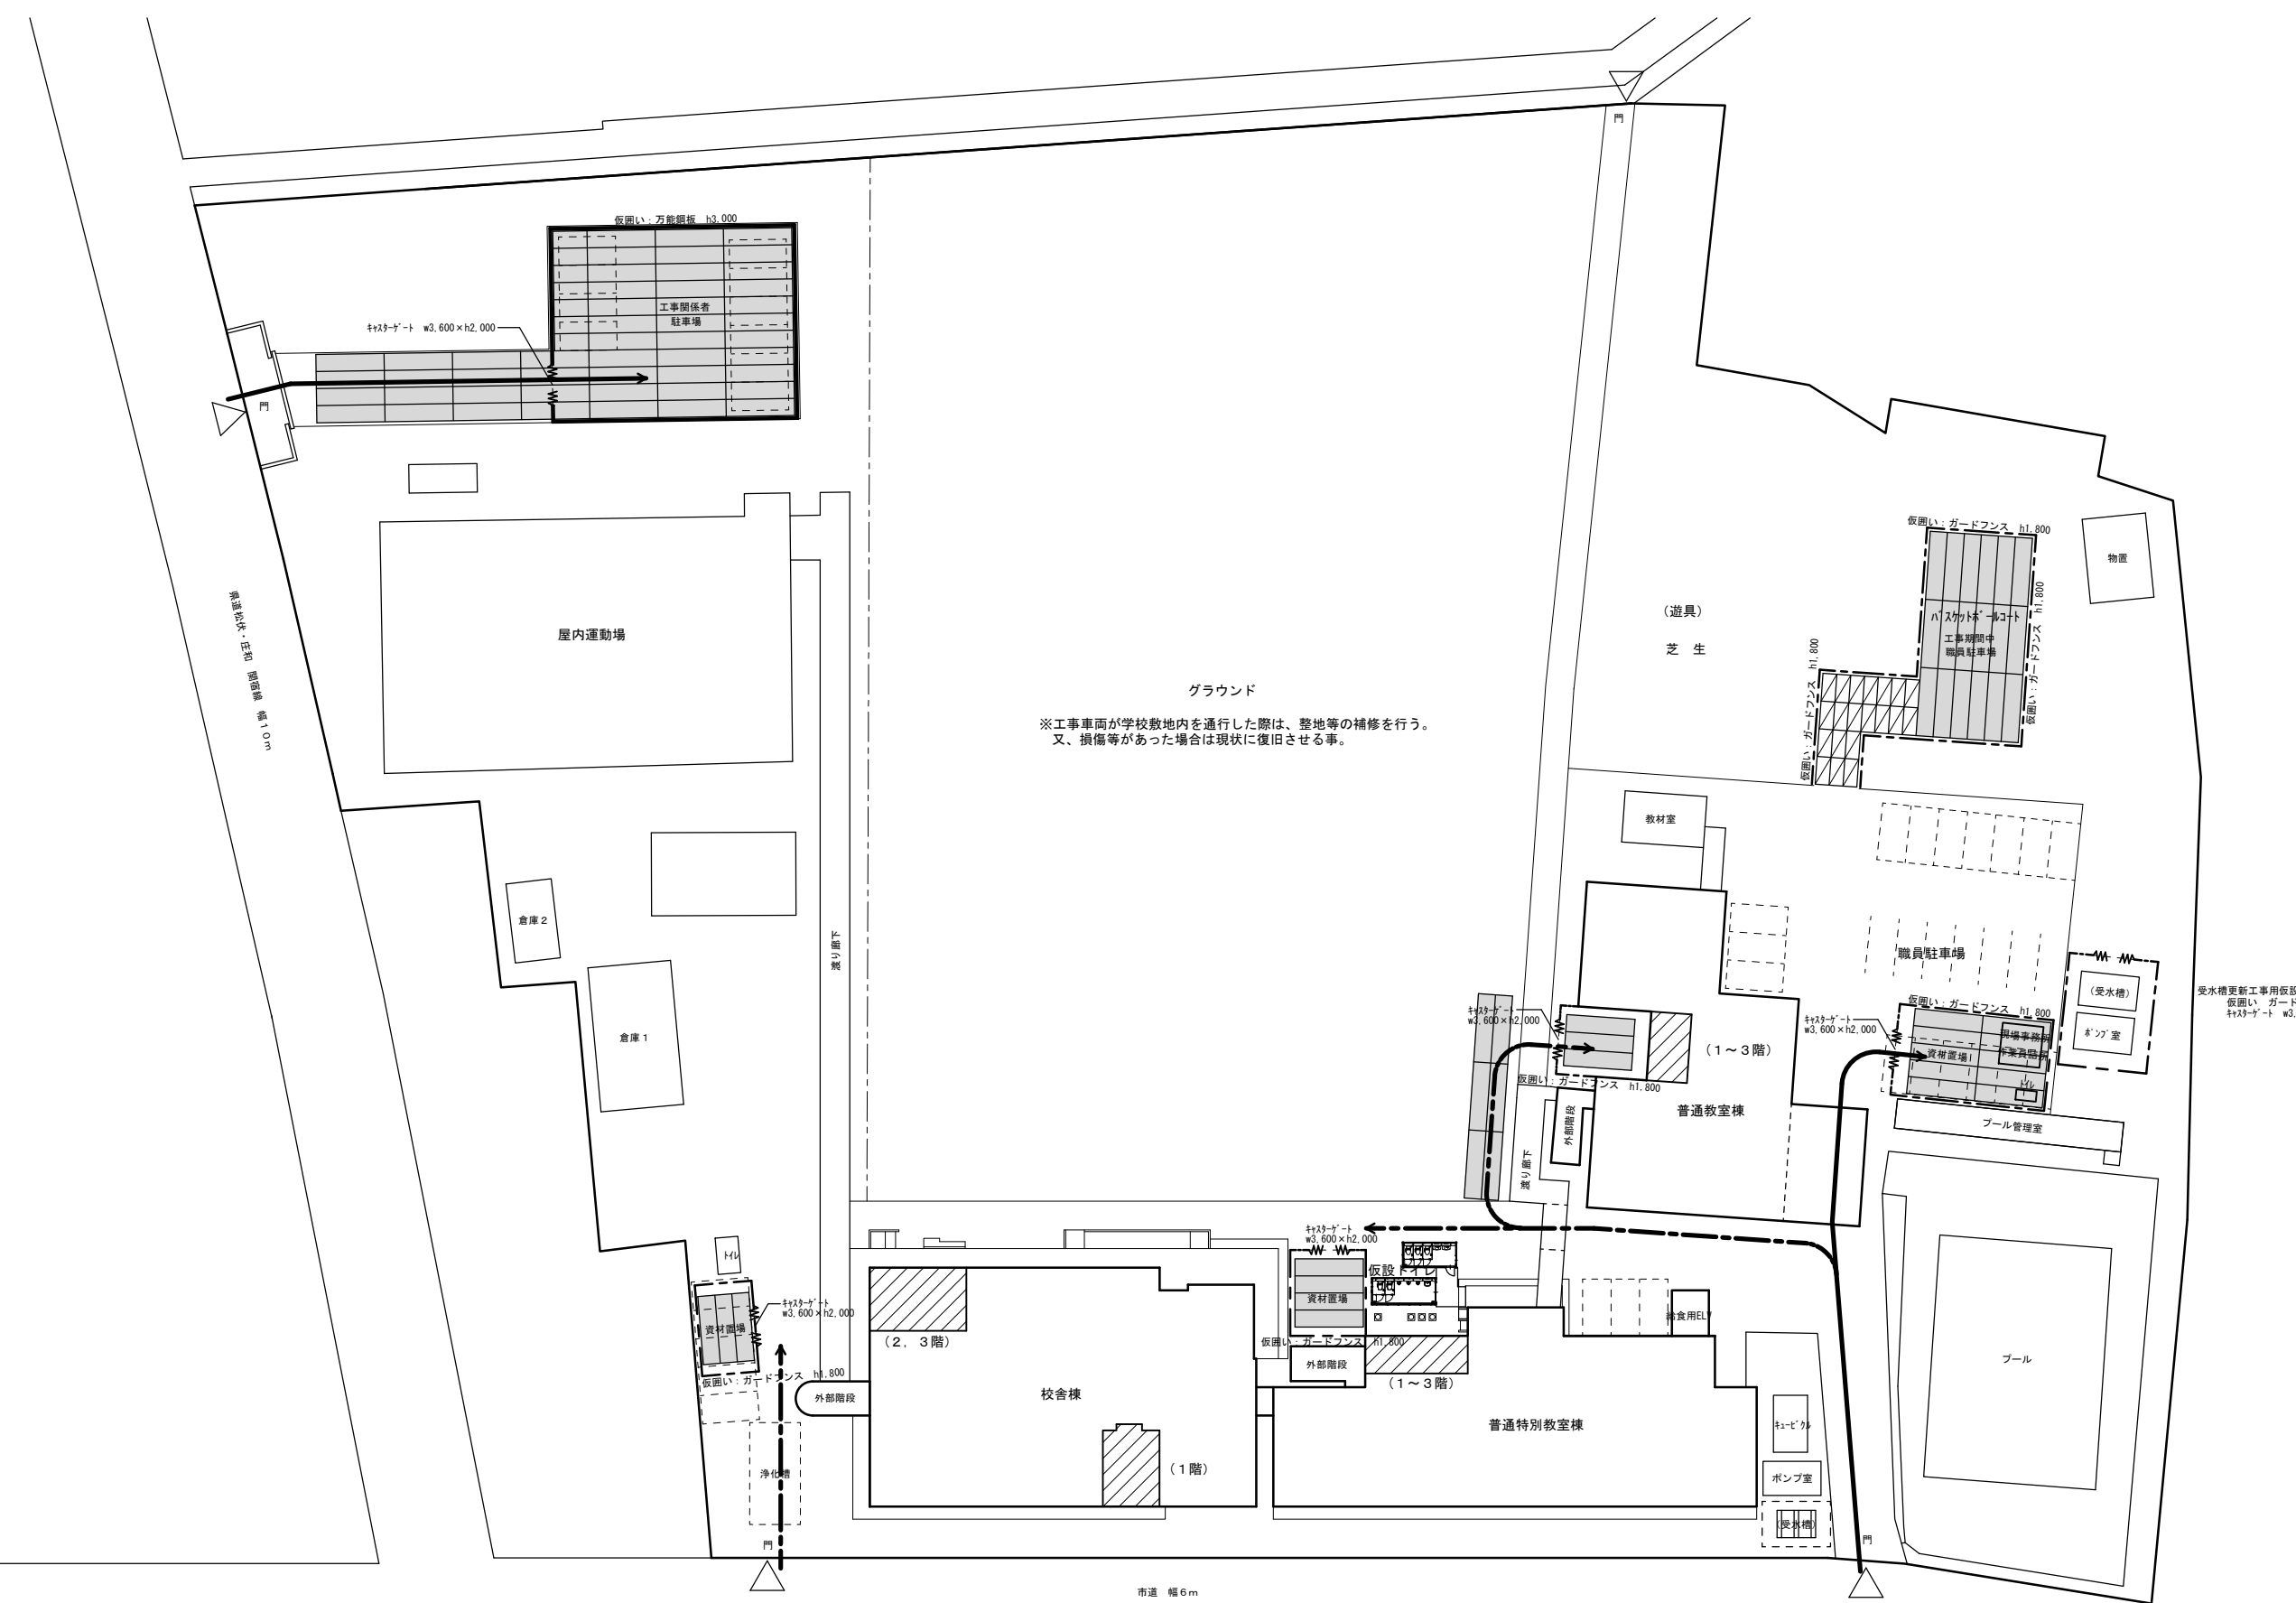 門
仮囲い：万能鋼板　h3,000
工事関係者
駐車場
ｷｬｽﾀｰｹﾞｰﾄ　w3,600×h2,000
門
県道松伏・庄和　関宿線　幅１０ｍ
屋内運動場
グラウンド
※工事車両が学校敷地内を通行した際は、整地等の補修を行う。
又、損傷等があった場合は現状に復旧させる事。
（遊具）
芝　生
仮囲い：ガードフンス　h1,800
物置
ﾊﾞｽｹｯﾄﾎﾞｰﾙｺｰﾄ
工事期間中
職員駐車場
仮囲い：ガードフンス　h1,800
仮囲い：ガードフンス　h1,800
教材室
倉庫２
倉庫１
渡り廊下
職員駐車場
（受水槽）
ﾎﾟﾝﾌﾟ室
受水槽更新工事用仮設
仮囲い　ガード
ｷｬｽﾀｰｹﾞｰﾄ　w3,
仮囲い：ガードフンス　h1,800
ｷｬｽﾀｰｹﾞｰﾄ
w3,600×h2,000
現場事務所
作業員詰所
資材置場
ﾄｲﾚ
プール管理室
ｷｬｽﾀｰｹﾞｰﾄ
w3,600×h2,000
（１～３階）
仮囲い：ガードフンス　h1,800
普通教室棟
外部階段
渡り廊下
ﾄｲﾚ
ｷｬｽﾀｰｹﾞｰﾄ
w3,600×h2,000
資材置場
仮囲い：ガードフンス　h1,800
外部階段
（２，３階）
校舎棟
（１階）
ｷｬｽﾀｰｹﾞｰﾄ
w3,600×h2,000
仮設トイレ
資材置場
仮囲い：ガードフンス　h1,800
外部階段
（１～３階）
普通特別教室棟
給食用ELV
プール
ｷｭｰﾋﾞｸﾙ
ポンプ室
（受水槽）
浄化槽
門
門
市道　幅６ｍ